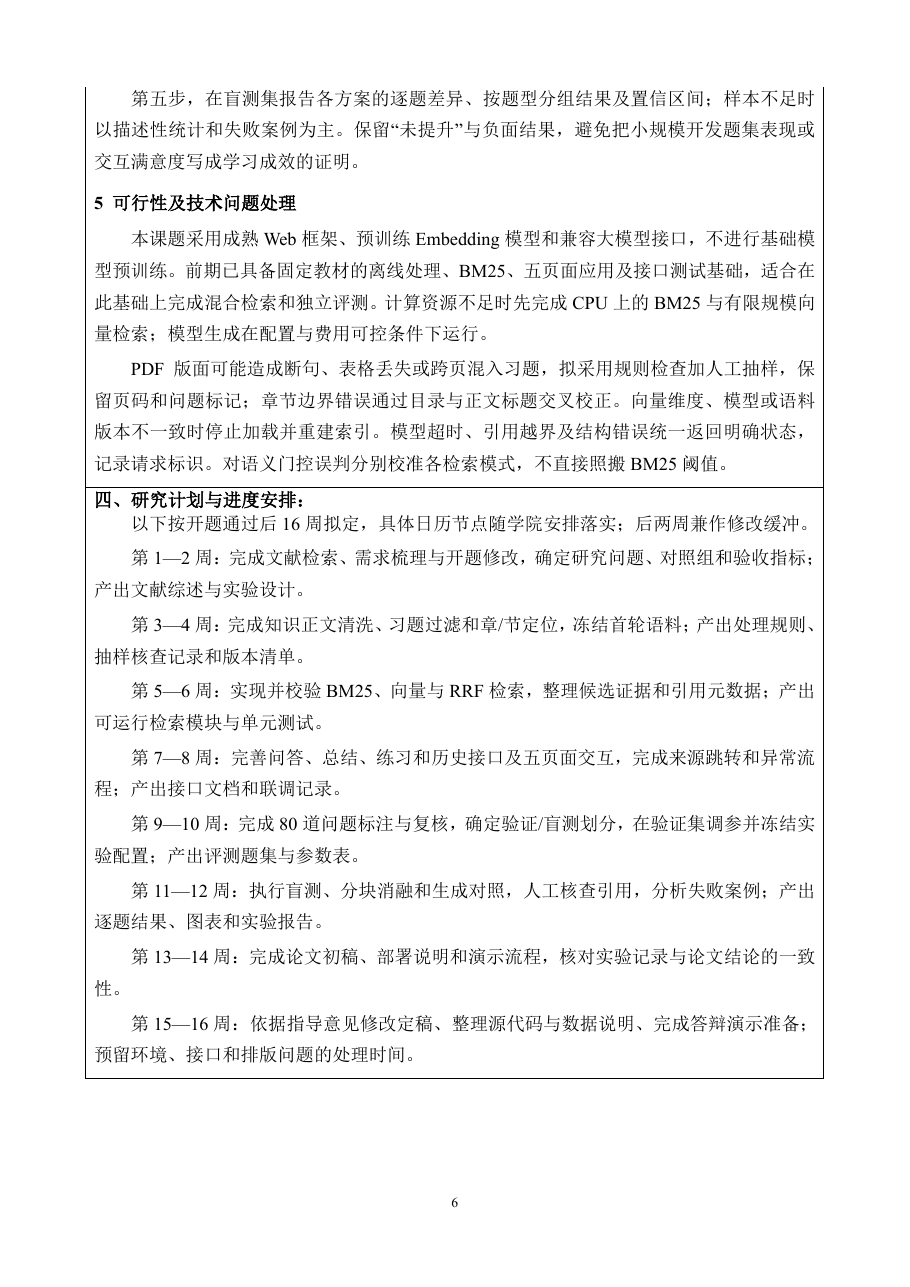 第五步，在盲测集报告各方案的逐题差异、按题型分组结果及置信区间；样本不足时
以描述性统计和失败案例为主。保留“未提升”与负面结果，避免把小规模开发题集表现或
交互满意度写成学习成效的证明。
5 可行性及技术问题处理
本课题采用成熟 Web 框架、预训练 Embedding 模型和兼容大模型接口，不进行基础模
型预训练。前期已具备固定教材的离线处理、BM25、五页面应用及接口测试基础，适合在
此基础上完成混合检索和独立评测。计算资源不足时先完成 CPU 上的 BM25 与有限规模向
量检索；模型生成在配置与费用可控条件下运行。
PDF 版面可能造成断句、表格丢失或跨页混入习题，拟采用规则检查加人工抽样，保
留页码和问题标记；章节边界错误通过目录与正文标题交叉校正。向量维度、模型或语料
版本不一致时停止加载并重建索引。模型超时、引用越界及结构错误统一返回明确状态，
记录请求标识。对语义门控误判分别校准各检索模式，不直接照搬 BM25 阈值。
四、研究计划与进度安排：
以下按开题通过后 16 周拟定，具体日历节点随学院安排落实；后两周兼作修改缓冲。
第 1—2 周：完成文献检索、需求梳理与开题修改，确定研究问题、对照组和验收指标；
产出文献综述与实验设计。
第 3—4 周：完成知识正文清洗、习题过滤和章/节定位，冻结首轮语料；产出处理规则、
抽样核查记录和版本清单。
第 5—6 周：实现并校验 BM25、向量与 RRF 检索，整理候选证据和引用元数据；产出
可运行检索模块与单元测试。
第 7—8 周：完善问答、总结、练习和历史接口及五页面交互，完成来源跳转和异常流
程；产出接口文档和联调记录。
第 9—10 周：完成 80 道问题标注与复核，确定验证/盲测划分，在验证集调参并冻结实
验配置；产出评测题集与参数表。
第 11—12 周：执行盲测、分块消融和生成对照，人工核查引用，分析失败案例；产出
逐题结果、图表和实验报告。
第 13—14 周：完成论文初稿、部署说明和演示流程，核对实验记录与论文结论的一致
性。
第 15—16 周：依据指导意见修改定稿、整理源代码与数据说明、完成答辩演示准备；
预留环境、接口和排版问题的处理时间。
6